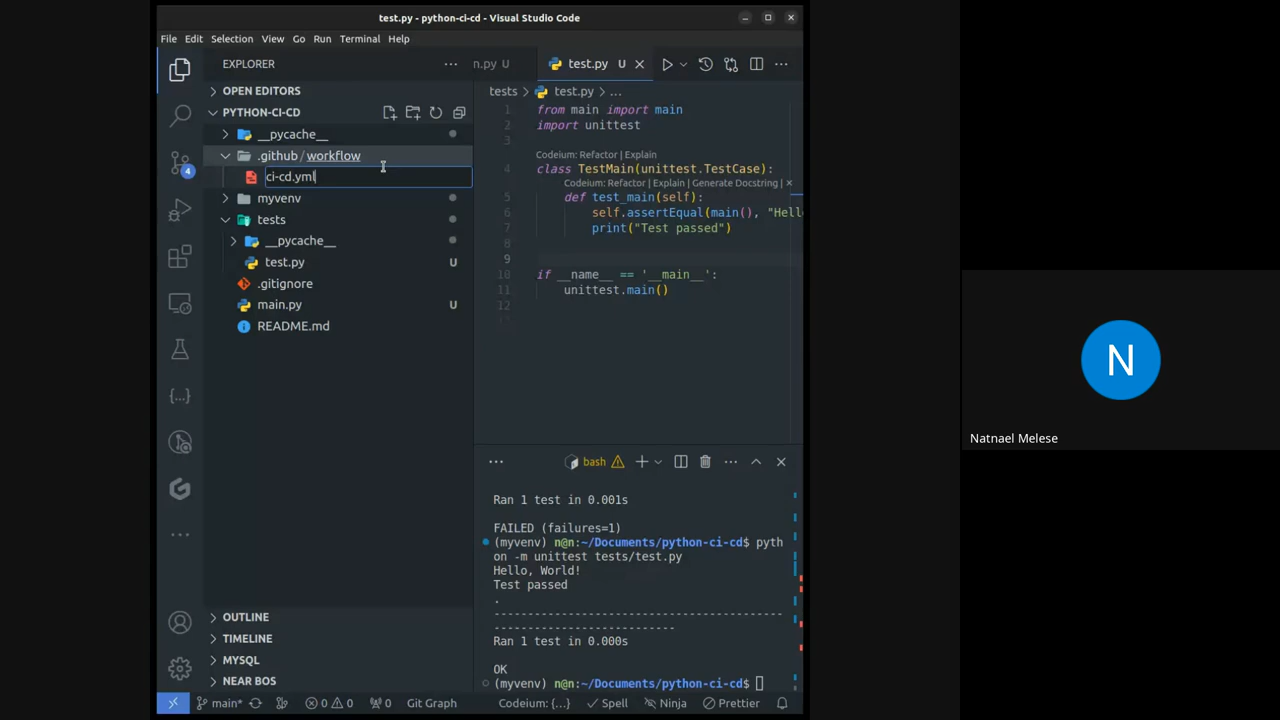 test.py - python-ci-cd - Visual Studio Code
File Edit Selection View Go Run Terminal Help
EXPLORER
n.py U
test.py U
OPEN EDITORS
tests > test.py > ...
PYTHON-CI-CD
__pycache__
.github / workflow
ci-cd.yml
myvenv
tests
__pycache__
test.py U
.gitignore
main.py U
README.md
1 from main import main
2 import unittest
3
Codeium: Refactor | Explain
4 class TestMain(unittest.TestCase):
Codeium: Refactor | Explain | Generate Docstring | ×
5 def test_main(self):
6 self.assertEqual(main(), "Hell
7 print("Test passed")
8
9
10 if __name__ == '__main__':
11 unittest.main()
12
13
4
bash
Ran 1 test in 0.001s
FAILED (failures=1)
(myvenv) n@n:~/Documents/python-ci-cd$ pyth
on -m unittest tests/test.py
Hello, World!
Test passed
.
-----------------------------------------
--------------------------
Ran 1 test in 0.000s
OK
(myvenv) n@n:~/Documents/python-ci-cd$
OUTLINE
TIMELINE
MYSQL
NEAR BOS
main* 0 0 0 Git Graph Codeium: {...} Spell Ninja Prettier
N
Natnael Melese